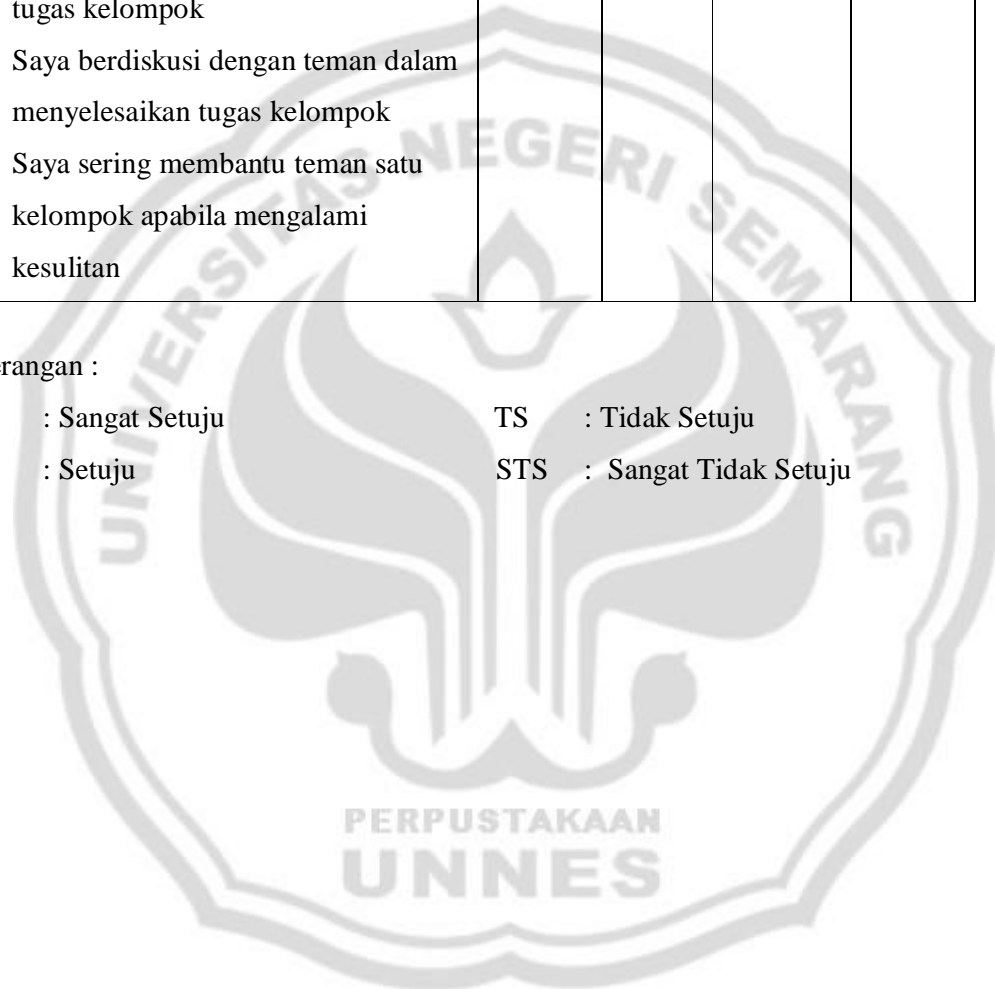 tugas kelompok
Saya berdiskusi dengan teman dalam
menyelesaikan tugas kelompok
Saya sering membantu teman satu
kelompok apabila mengalami
kesulitan
erangan :
: Sangat Setuju TS : Tidak Setuju
: Setuju STS : Sangat Tidak Setuju
UNIVERSITAS NEGERI SEMARANG
PERPUSTAKAAN
UNNES